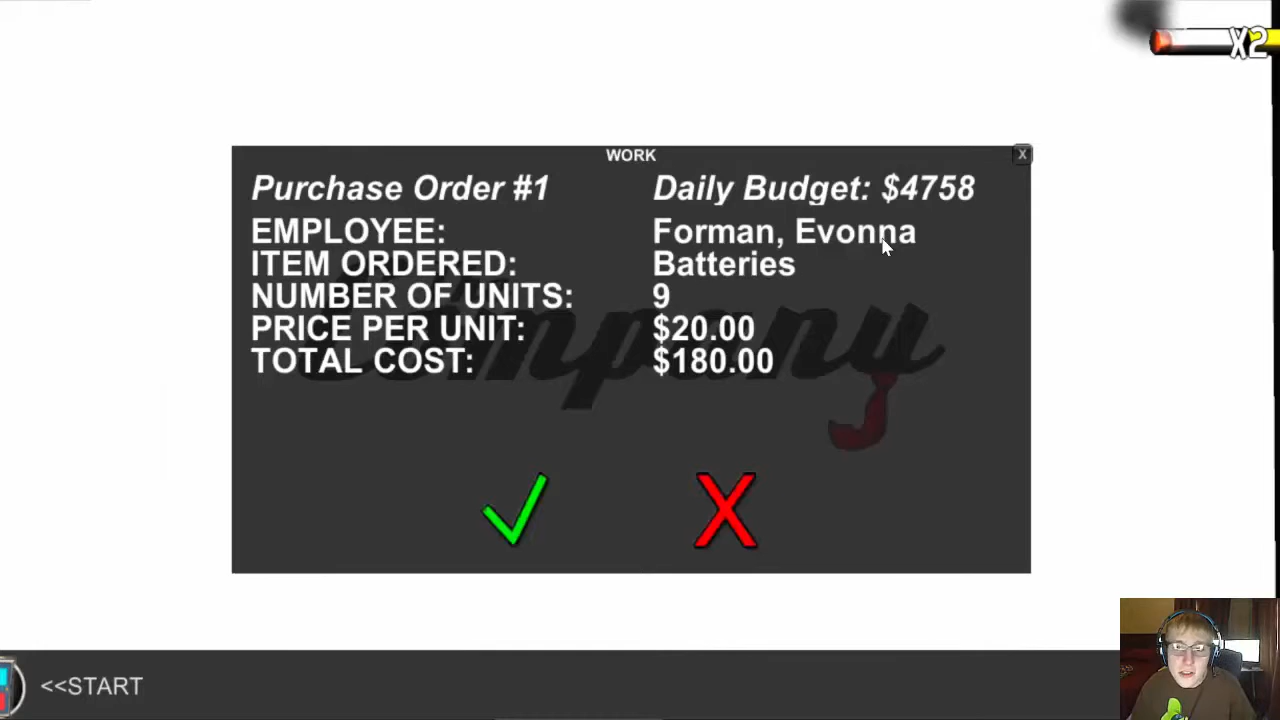 X2
WORK
X
Purchase Order #1
Daily Budget: $4758
EMPLOYEE: Forman, Evonna
ITEM ORDERED: Batteries
NUMBER OF UNITS: 9
PRICE PER UNIT: $20.00
TOTAL COST: $180.00
Company
X
<<START